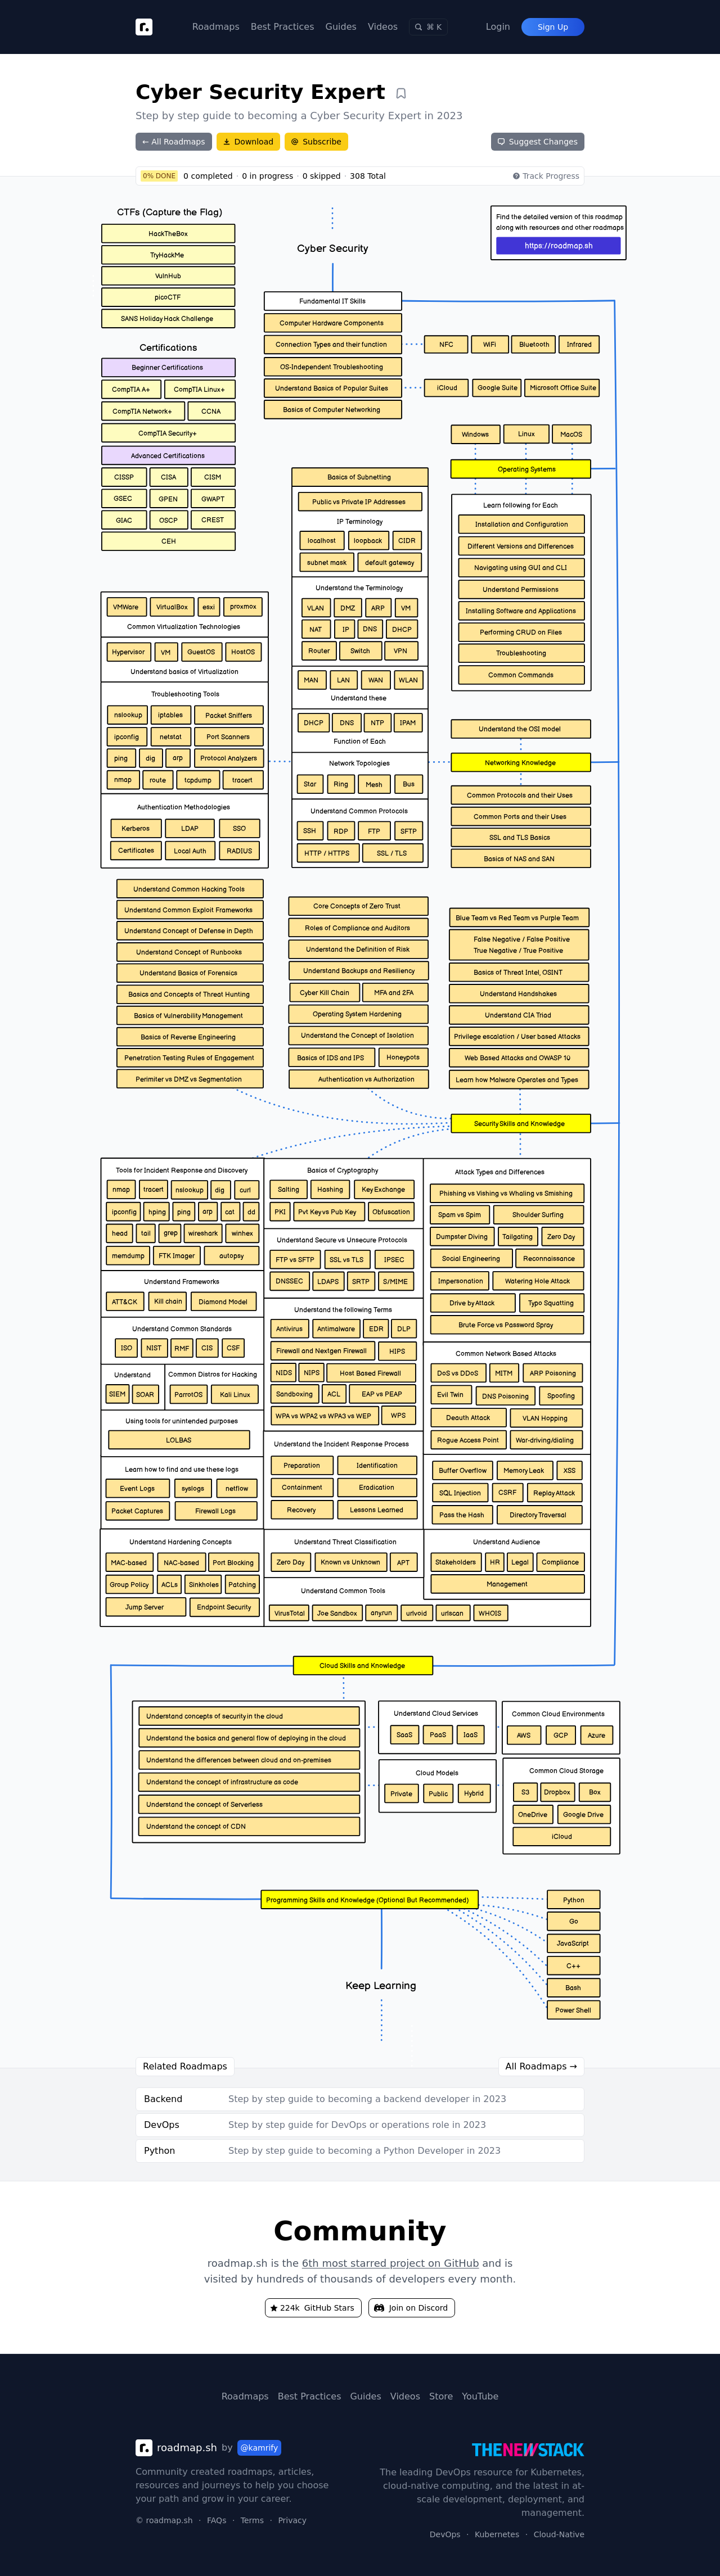 Roadmaps Best Practices Guides Videos ⌘ K Login Sign Up
Cyber Security Expert
Step by step guide to becoming a Cyber Security Expert in 2023
← All Roadmaps Download Subscribe Suggest Changes
0% DONE 0 completed · 0 in progress · 0 skipped · 308 Total Track Progress
CTFs (Capture the Flag)
HackTheBox
TryHackMe
VulnHub
picoCTF
SANS Holiday Hack Challenge
Certifications
Beginner Certifications
CompTIA A+ CompTIA Linux+
CompTIA Network+ CCNA
CompTIA Security+
Advanced Certifications
CISSP CISA CISM
GSEC GPEN GWAPT
GIAC OSCP CREST
CEH
Cyber Security
Find the detailed version of this roadmap
along with resources and other roadmaps
https://roadmap.sh
Fundamental IT Skills
Computer Hardware Components
Connection Types and their function
NFC WiFi Bluetooth Infrared
OS-Independent Troubleshooting
Understand Basics of Popular Suites
iCloud Google Suite Microsoft Office Suite
Basics of Computer Networking
Windows Linux MacOS
Operating Systems
Learn following for Each
Installation and Configuration
Different Versions and Differences
Navigating using GUI and CLI
Understand Permissions
Installing Software and Applications
Performing CRUD on Files
Troubleshooting
Common Commands
Basics of Subnetting
Public vs Private IP Addresses
IP Terminology
localhost loopback CIDR
subnet mask default gateway
Understand the Terminology
VLAN DMZ ARP VM
NAT IP DNS DHCP
Router Switch VPN
MAN LAN WAN WLAN
Understand these
DHCP DNS NTP IPAM
Function of Each
Network Topologies
Star Ring Mesh Bus
Understand Common Protocols
SSH RDP FTP SFTP
HTTP / HTTPS SSL / TLS
VMWare VirtualBox esxi proxmox
Common Virtualization Technologies
Hypervisor VM GuestOS HostOS
Understand basics of Virtualization
Troubleshooting Tools
nslookup iptables Packet Sniffers
ipconfig netstat Port Scanners
ping dig arp Protocol Analyzers
nmap route tcpdump tracert
Authentication Methodologies
Kerberos LDAP SSO
Certificates Local Auth RADIUS
Understand the OSI model
Networking Knowledge
Common Protocols and their Uses
Common Ports and their Uses
SSL and TLS Basics
Basics of NAS and SAN
Understand Common Hacking Tools
Understand Common Exploit Frameworks
Understand Concept of Defense in Depth
Understand Concept of Runbooks
Understand Basics of Forensics
Basics and Concepts of Threat Hunting
Basics of Vulnerability Management
Basics of Reverse Engineering
Penetration Testing Rules of Engagement
Perimiter vs DMZ vs Segmentation
Core Concepts of Zero Trust
Roles of Compliance and Auditors
Understand the Definition of Risk
Understand Backups and Resiliency
Cyber Kill Chain MFA and 2FA
Operating System Hardening
Understand the Concept of Isolation
Basics of IDS and IPS Honeypots
Authentication vs Authorization
Blue Team vs Red Team vs Purple Team
False Negative / False Positive
True Negative / True Positive
Basics of Threat Intel, OSINT
Understand Handshakes
Understand CIA Triad
Privilege escalation / User based Attacks
Web Based Attacks and OWASP 10
Learn how Malware Operates and Types
Security Skills and Knowledge
Tools for Incident Response and Discovery
nmap tracert nslookup dig curl
ipconfig hping ping arp cat dd
head tail grep wireshark winhex
memdump FTK Imager autopsy
Understand Frameworks
ATT&CK Kill chain Diamond Model
Understand Common Standards
ISO NIST RMF CIS CSF
Understand
SIEM SOAR
Common Distros for Hacking
ParrotOS Kali Linux
Using tools for unintended purposes
LOLBAS
Learn how to find and use these logs
Event Logs syslogs netflow
Packet Captures Firewall Logs
Understand Hardening Concepts
MAC-based NAC-based Port Blocking
Group Policy ACLs Sinkholes Patching
Jump Server Endpoint Security
Basics of Cryptography
Salting Hashing Key Exchange
PKI Pvt Key vs Pub Key Obfuscation
Understand Secure vs Unsecure Protocols
FTP vs SFTP SSL vs TLS IPSEC
DNSSEC LDAPS SRTP S/MIME
Understand the following Terms
Antivirus Antimalware EDR DLP
Firewall and Nextgen Firewall HIPS
NIDS NIPS Host Based Firewall
Sandboxing ACL EAP vs PEAP
WPA vs WPA2 vs WPA3 vs WEP WPS
Understand the Incident Response Process
Preparation Identification
Containment Eradication
Recovery Lessons Learned
Understand Threat Classification
Zero Day Known vs Unknown APT
Understand Common Tools
VirusTotal Joe Sandbox any.run urlvoid urlscan WHOIS
Attack Types and Differences
Phishing vs Vishing vs Whaling vs Smishing
Spam vs Spim Shoulder Surfing
Dumpster Diving Tailgating Zero Day
Social Engineering Reconnaissance
Impersonation Watering Hole Attack
Drive by Attack Typo Squatting
Brute Force vs Password Spray
Common Network Based Attacks
DoS vs DDoS MITM ARP Poisoning
Evil Twin DNS Poisoning Spoofing
Deauth Attack VLAN Hopping
Rogue Access Point War-driving/dialing
Buffer Overflow Memory Leak XSS
SQL Injection CSRF Replay Attack
Pass the Hash Directory Traversal
Understand Audience
Stakeholders HR Legal Compliance
Management
Cloud Skills and Knowledge
Understand concepts of security in the cloud
Understand the basics and general flow of deploying in the cloud
Understand the differences between cloud and on-premises
Understand the concept of infrastructure as code
Understand the concept of Serverless
Understand the concept of CDN
Understand Cloud Services
SaaS PaaS IaaS
Cloud Models
Private Public Hybrid
Common Cloud Environments
AWS GCP Azure
Common Cloud Storage
S3 Dropbox Box
OneDrive Google Drive
iCloud
Programming Skills and Knowledge (Optional But Recommended)
Python
Go
JavaScript
C++
Bash
Power Shell
Keep Learning
Related Roadmaps All Roadmaps →
Backend Step by step guide to becoming a backend developer in 2023
DevOps Step by step guide for DevOps or operations role in 2023
Python Step by step guide to becoming a Python Developer in 2023
Community
roadmap.sh is the 6th most starred project on GitHub and is
visited by hundreds of thousands of developers every month.
224k GitHub Stars Join on Discord
Roadmaps Best Practices Guides Videos Store YouTube
roadmap.sh by @kamrify
Community created roadmaps, articles,
resources and journeys to help you choose
your path and grow in your career.
© roadmap.sh · FAQs · Terms · Privacy
THENEWSTACK
The leading DevOps resource for Kubernetes,
cloud-native computing, and the latest in at-
scale development, deployment, and
management.
DevOps · Kubernetes · Cloud-Native